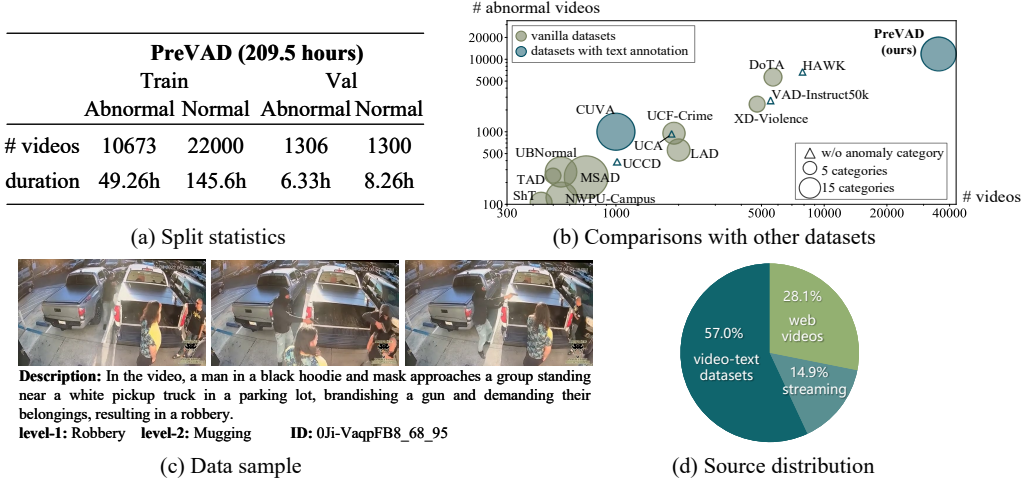 PreVAD (209.5 hours)
Train Val
Abnormal Normal Abnormal Normal
# videos 10673 22000 1306 1300
duration 49.26h 145.6h 6.33h 8.26h
(a) Split statistics
# abnormal videos
20000
10000
5000
1000
500
100
300 1000 5000 10000 20000 40000
# videos
vanilla datasets
datasets with text annotation
PreVAD
(ours)
DoTA
HAWK
VAD-Instruct50k
XD-Violence
CUVA
UCF-Crime
UCA
LAD
UCCD
UBNormal
TAD
MSAD
ShT
NWPU-Campus
w/o anomaly category
5 categories
15 categories
(b) Comparisons with other datasets
Description: In the video, a man in a black hoodie and mask approaches a group standing
near a white pickup truck in a parking lot, brandishing a gun and demanding their
belongings, resulting in a robbery.
level-1: Robbery level-2: Mugging ID: 0Ji-VaqpFB8_68_95
(c) Data sample
28.1%
web
videos
57.0%
video-text
datasets
14.9%
streaming
(d) Source distribution